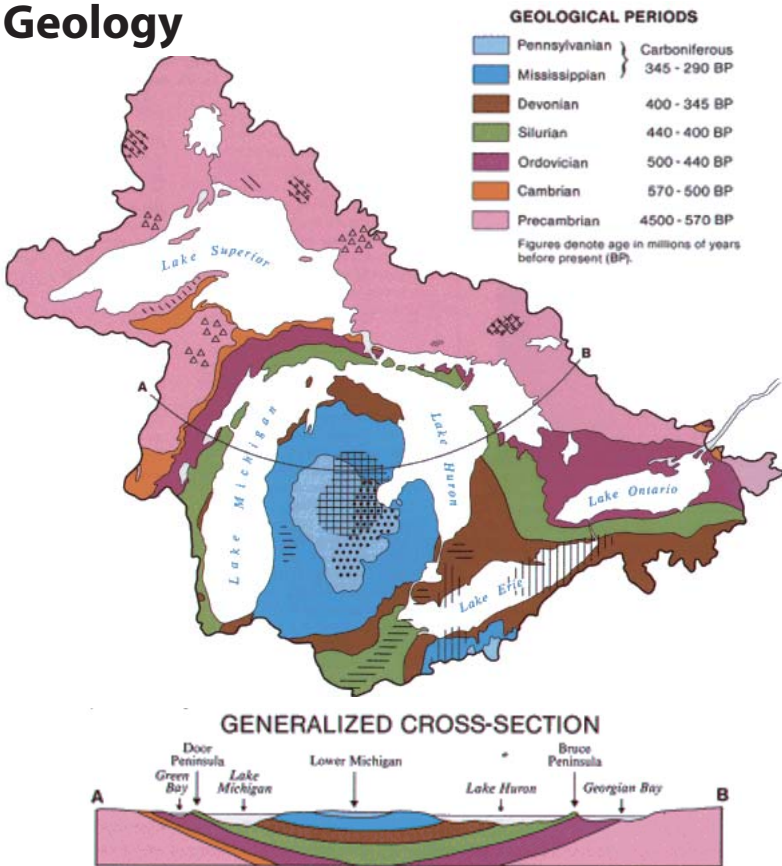 Geology
GEOLOGICAL PERIODS
Pennsylvanian
Mississippian
Carboniferous
345 - 290 BP
Devonian 400 - 345 BP
Silurian 440 - 400 BP
Ordovician 500 - 440 BP
Cambrian 570 - 500 BP
Precambrian 4500 - 570 BP
Figures denote age in millions of years
before present (BP).
Lake Superior
A
B
Lake Michigan
Lake Huron
Lake Ontario
Lake Erie
GENERALIZED CROSS-SECTION
Door
Peninsula
Green
Bay
Lake
Michigan
Lower Michigan
Lake Huron
Bruce
Peninsula
Georgian Bay
A
B